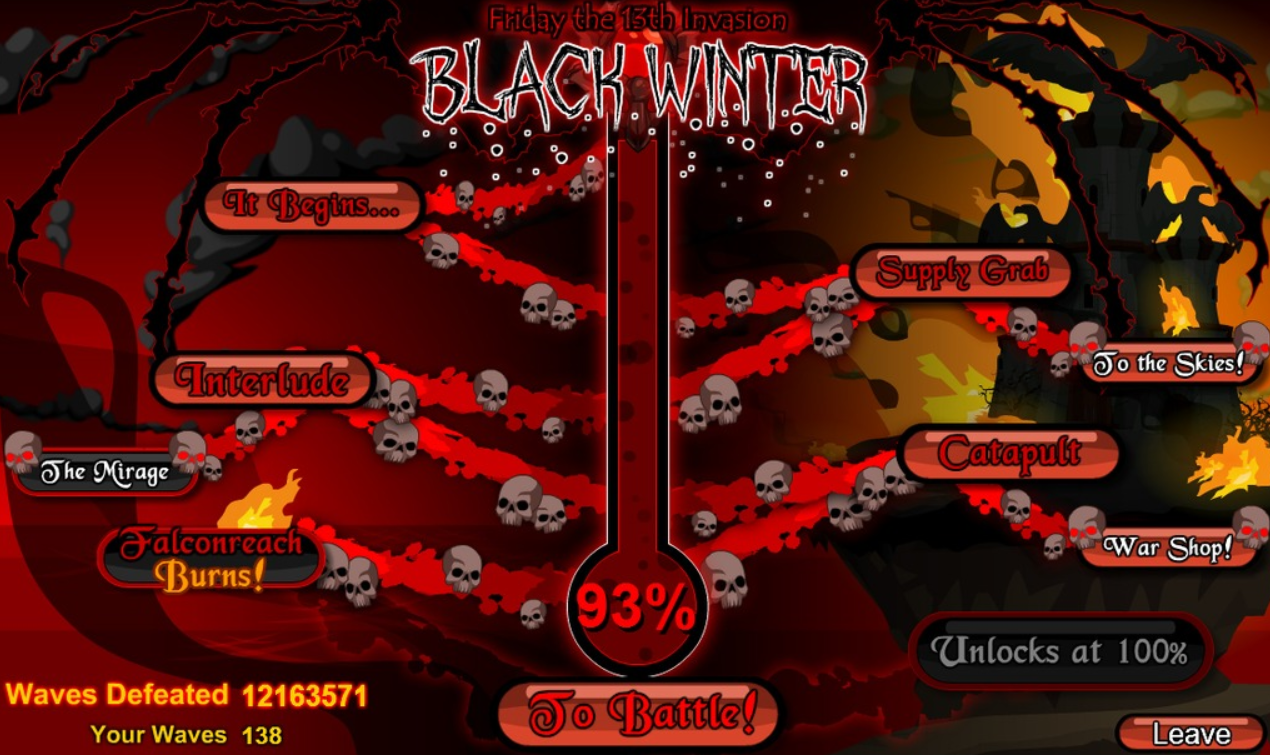 Friday the 13th Invasion
BLACK WINTER
It Begins...
Supply Grab
To the Skies!
Interlude
The Mirage
Catapult
War Shop!
Falconreach
Burns!
93%
Unlocks at 100%
Waves Defeated 12163571
Your Waves 138
To Battle!
Leave